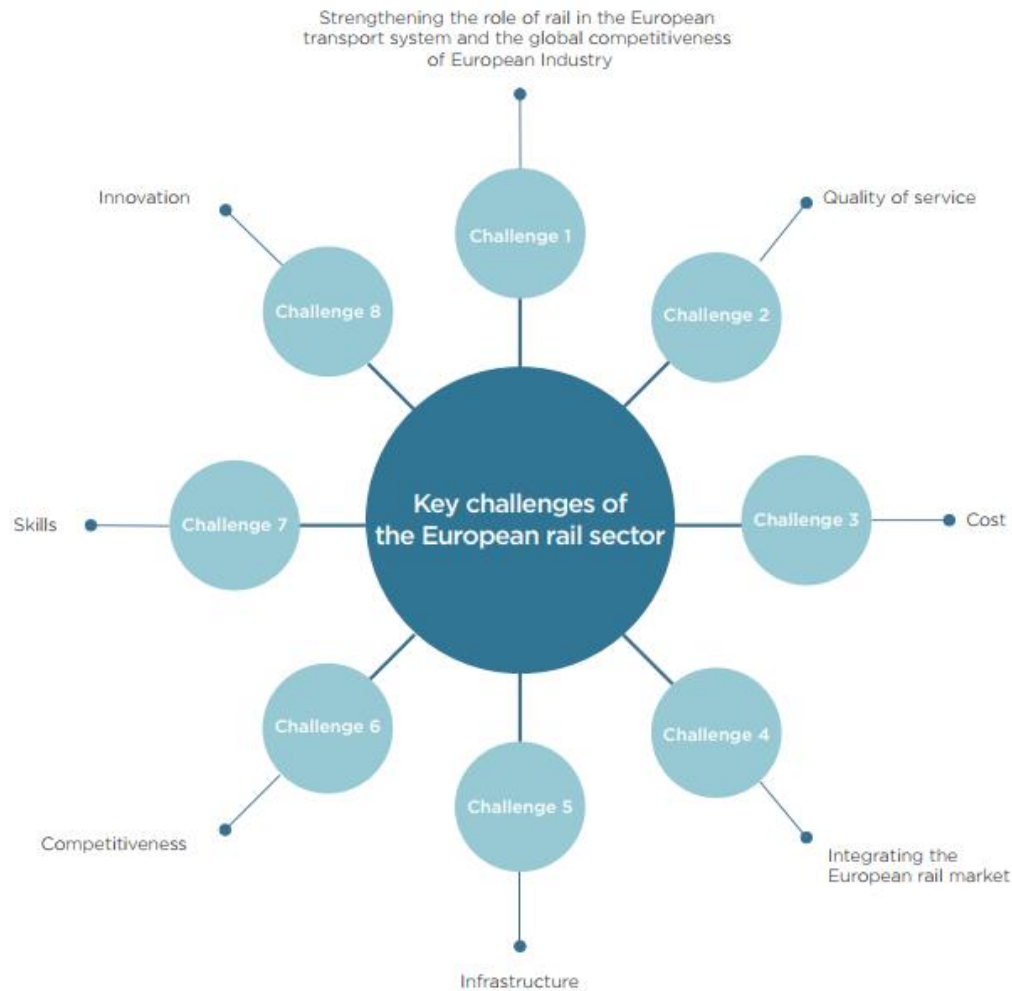 Strengthening the role of rail in the European
transport system and the global competitiveness
of European Industry
Challenge 1
Quality of service
Challenge 2
Cost
Challenge 3
Integrating the
European rail market
Challenge 4
Infrastructure
Challenge 5
Competitiveness
Challenge 6
Skills
Challenge 7
Innovation
Challenge 8
Key challenges of
the European rail sector